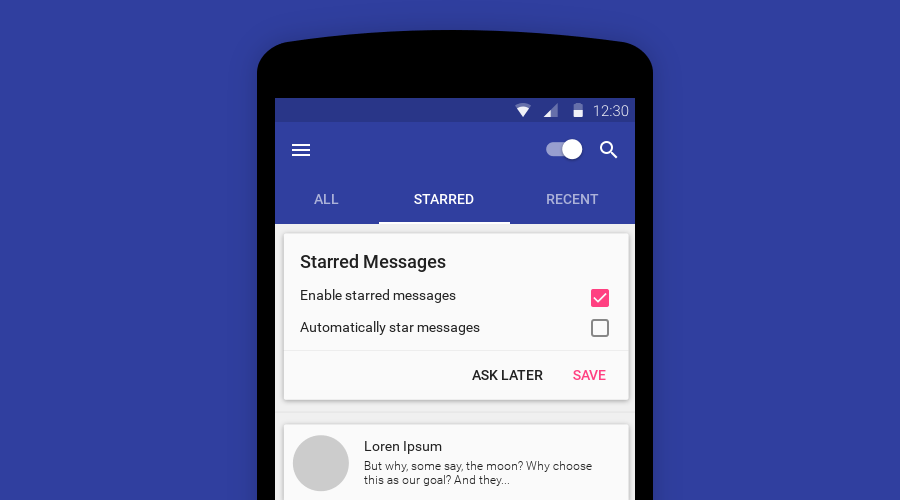 12:30
ALL STARRED RECENT
Starred Messages
Enable starred messages
Automatically star messages
ASK LATER SAVE
Loren Ipsum
But why, some say, the moon? Why choose
this as our goal? And they...